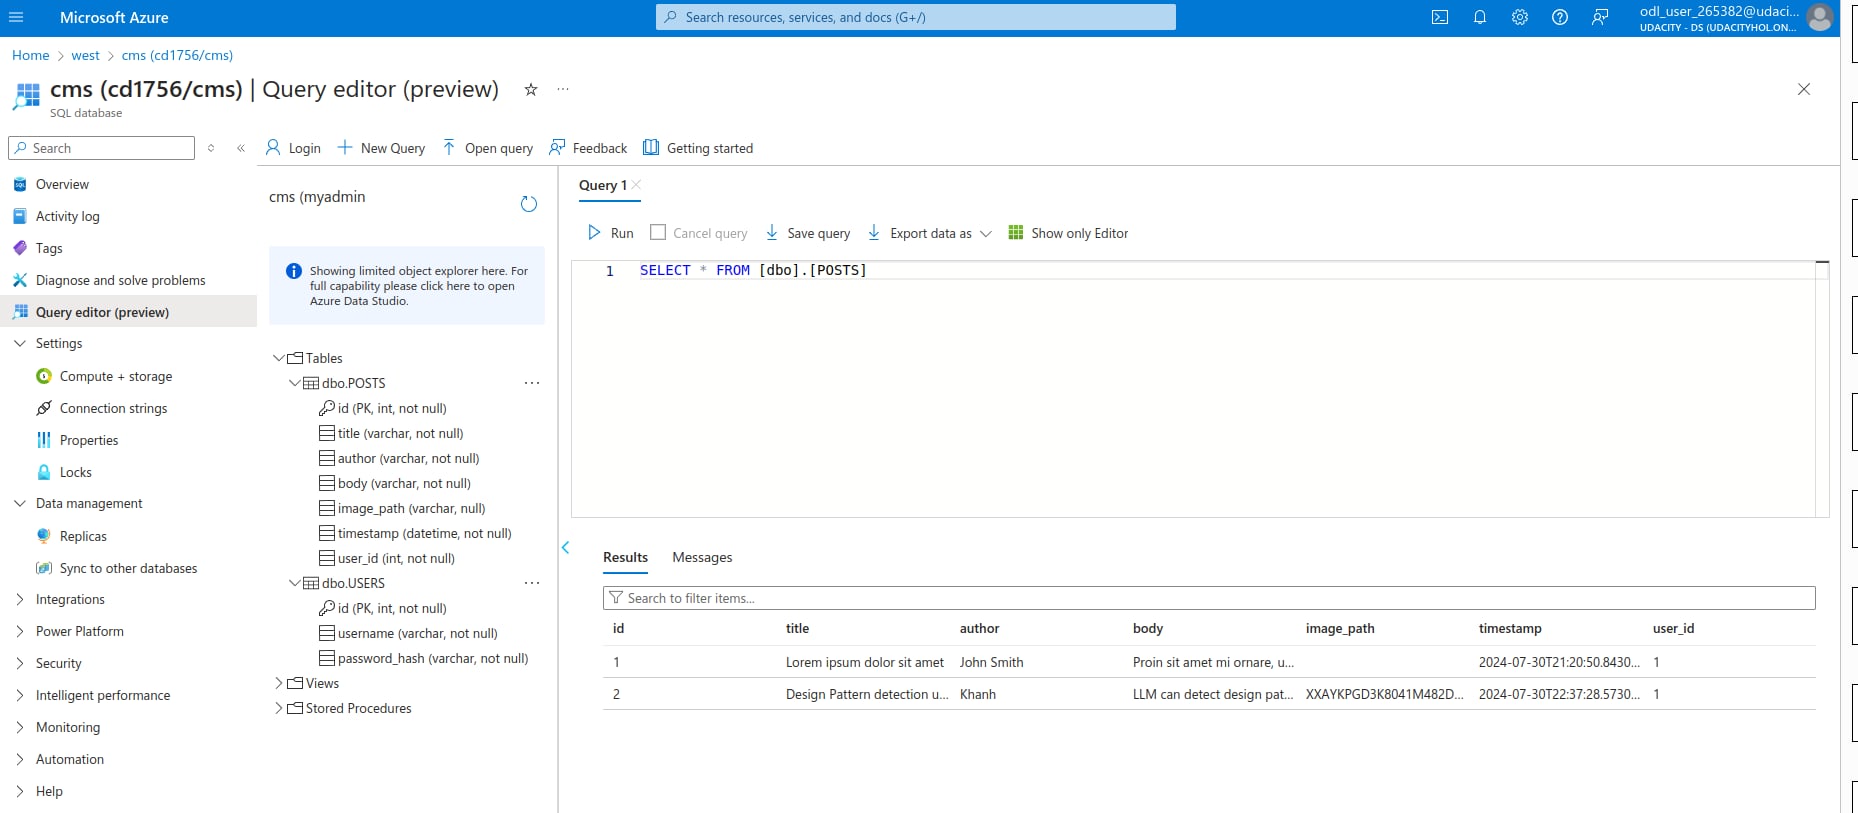 Microsoft Azure
Search resources, services, and docs (G+/)
odl_user_265382@udaci...
UDACITY - DS (UDACITYHOL.ON...
Home > west > cms (cd1756/cms)
cms (cd1756/cms) | Query editor (preview)
SQL database
Search
Login
New Query
Open query
Feedback
Getting started
Overview
Activity log
Tags
Diagnose and solve problems
Query editor (preview)
Settings
Compute + storage
Connection strings
Properties
Locks
Data management
Replicas
Sync to other databases
Integrations
Power Platform
Security
Intelligent performance
Monitoring
Automation
Help
cms (myadmin
Showing limited object explorer here. For
full capability please click here to open
Azure Data Studio.
Tables
dbo.POSTS
id (PK, int, not null)
title (varchar, not null)
author (varchar, not null)
body (varchar, not null)
image_path (varchar, null)
timestamp (datetime, not null)
user_id (int, not null)
dbo.USERS
id (PK, int, not null)
username (varchar, not null)
password_hash (varchar, not null)
Views
Stored Procedures
Query 1
Run
Cancel query
Save query
Export data as
Show only Editor
1 SELECT * FROM [dbo].[POSTS]
Results Messages
Search to filter items...
id title author body image_path timestamp user_id
1 Lorem ipsum dolor sit amet John Smith Proin sit amet mi ornare, u... 2024-07-30T21:20:50.8430... 1
2 Design Pattern detection u... Khanh LLM can detect design pat... XXAYKPGD3K8041M482D... 2024-07-30T22:37:28.5730... 1